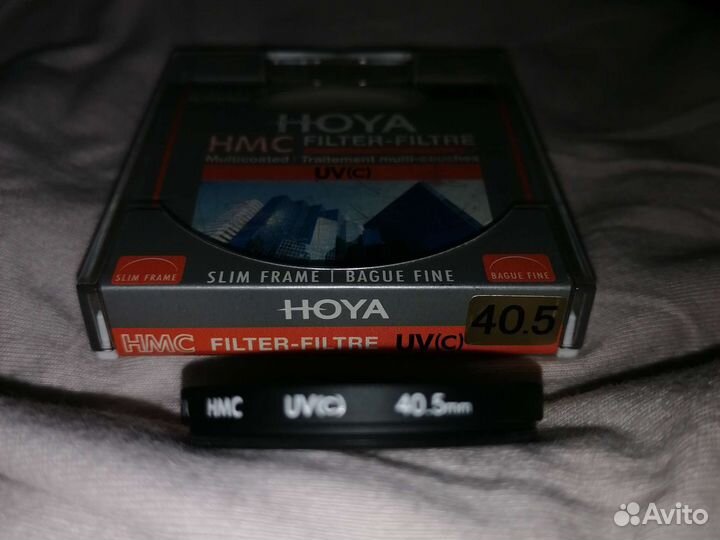 HOYA
HMC FILTER-FILTRE
Multicoated | Traitement multi-couches
UV(C)
SLIM FRAME SLIM FRAME | BAGUE FINE BAGUE FINE
HOYA 40.5
HMC FILTER-FILTRE UV(C)
HMC UV(C) 40.5mm
Avito